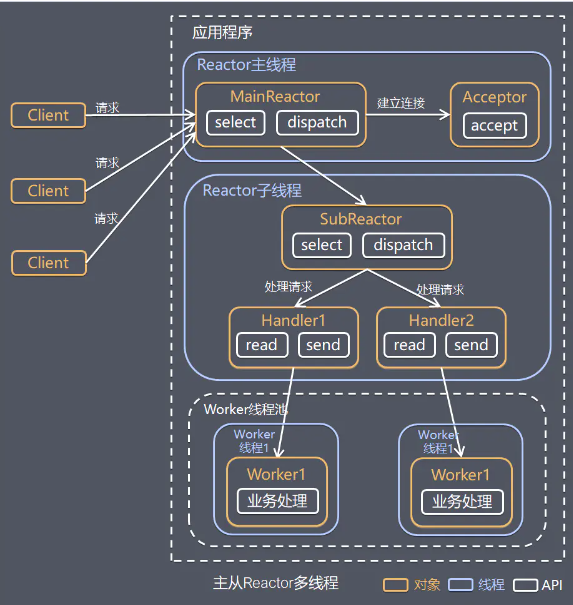 应用程序
Reactor主线程
MainReactor
select
dispatch
建立连接
Acceptor
accept
Client
请求
Client
请求
Client
请求
Reactor子线程
SubReactor
select
dispatch
处理请求
处理请求
Handler1
read
send
Handler2
read
send
Worker线程池
Worker
线程1
Worker1
业务处理
Worker
线程1
Worker1
业务处理
主从Reactor多线程
对象
线程
API